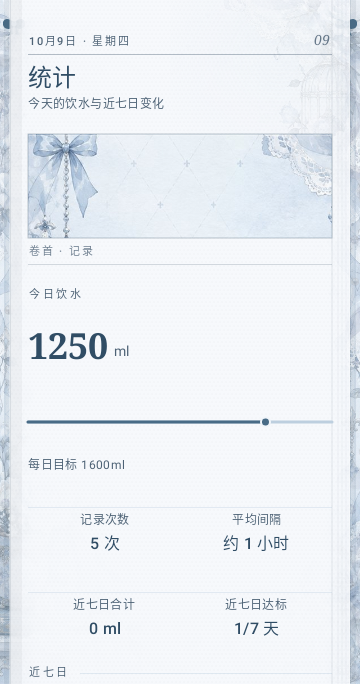 10月9日 · 星期四
09
统计
今天的饮水与近七日变化
卷首 · 记录
今日饮水
1250 ml
每日目标 1600ml
记录次数 平均间隔
5 次 约 1 小时
近七日合计 近七日达标
0 ml 1/7 天
近七日